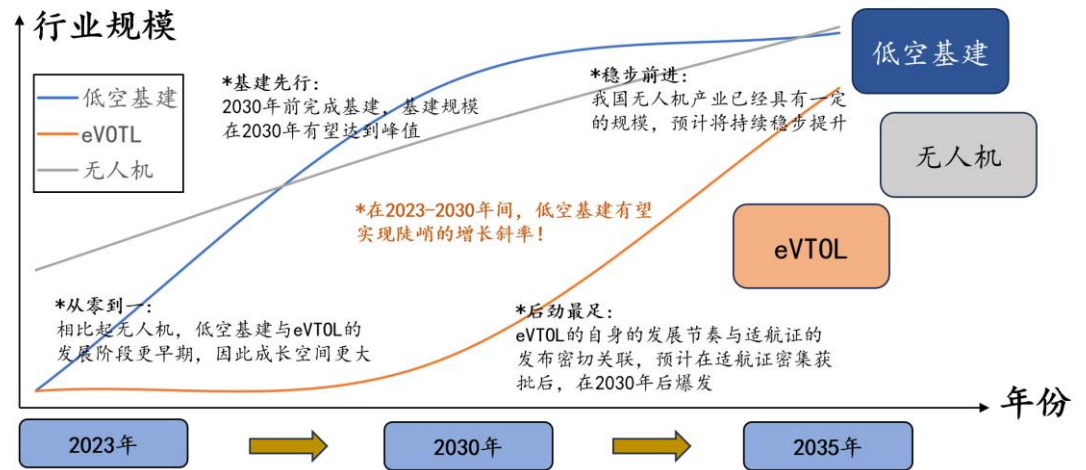 行业规模
低空基建
eVOTL
无人机
*基建先行：
2030年前完成基建，基建规模
在2030年有望达到峰值
*稳步前进：
我国无人机产业已经具有一定
的规模，预计将持续稳步提升
低空基建
无人机
eVTOL
*在2023-2030年间，低空基建有望
实现陡峭的增长斜率！
*从零到一：
相比起无人机，低空基建与eVTOL的
发展阶段更早期，因此成长空间更大
*后劲最足：
eVTOL的自身的发展节奏与适航证的
发布密切关联，预计在适航证密集获
批后，在2030年后爆发
年份
2023年
2030年
2035年